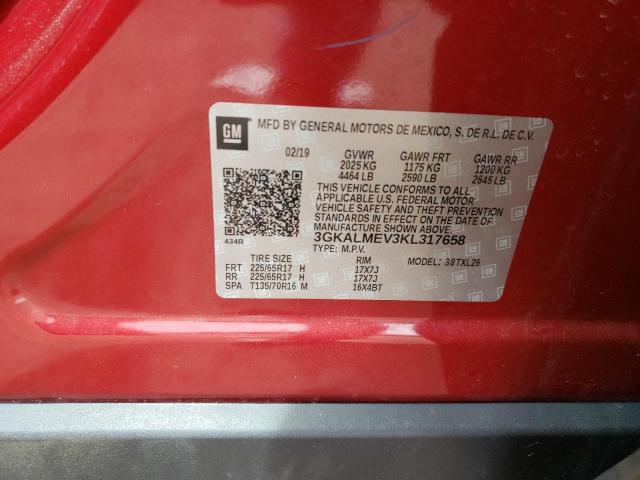 GM MFD BY GENERAL MOTORS DE MEXICO, S. DE R.L. DE C.V.
02/19 GVWR GAWR FRT GAWR RR
2025 KG 1175 KG 1200 KG
4464 LB 2590 LB 2645 LB
THIS VEHICLE CONFORMS TO ALL
APPLICABLE U.S. FEDERAL MOTOR
VEHICLE SAFETY AND THEFT PREVENTION
STANDARDS IN EFFECT ON THE DATE OF
MANUFACTURE SHOWN ABOVE.
434B 3GKALMEV3KL317658
TYPE: M.P.V. MODEL: 38TXL26
TIRE SIZE RIM
FRT 225/65R17 H 17X7J
RR 225/65R17 H 17X7J
SPA T135/70R16 M 16X4BT